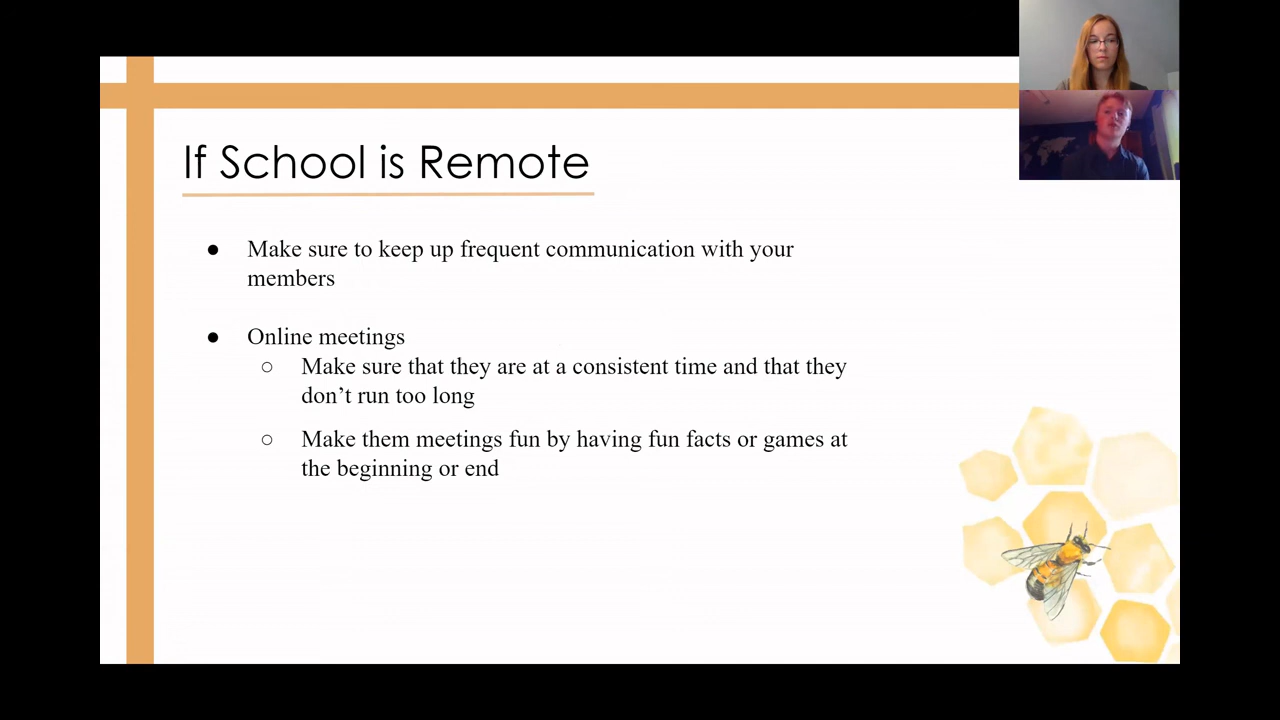 If School is Remote
● Make sure to keep up frequent communication with your
members
● Online meetings
○ Make sure that they are at a consistent time and that they
don’t run too long
○ Make them meetings fun by having fun facts or games at
the beginning or end